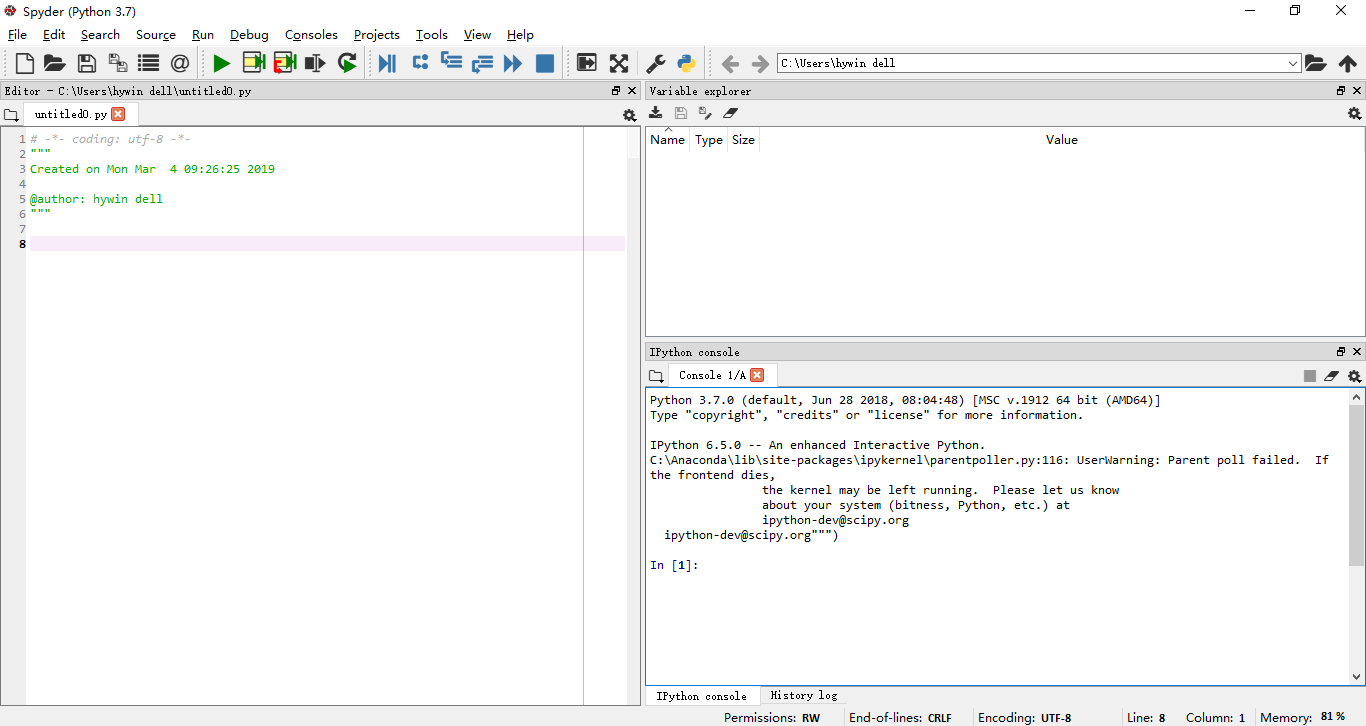 Spyder (Python 3.7)
File Edit Search Source Run Debug Consoles Projects Tools View Help
C:\Users\hywin dell
Editor - C:\Users\hywin dell\untitled0.py
untitled0.py
1 # -*- coding: utf-8 -*-
2 """
3 Created on Mon Mar  4 09:26:25 2019
4
5 @author: hywin dell
6 """
7
8
Variable explorer
Name Type Size Value
IPython console
Console 1/A
Python 3.7.0 (default, Jun 28 2018, 08:04:48) [MSC v.1912 64 bit (AMD64)]
Type "copyright", "credits" or "license" for more information.
IPython 6.5.0 -- An enhanced Interactive Python.
C:\Anaconda\lib\site-packages\ipykernel\parentpoller.py:116: UserWarning: Parent poll failed.  If
the frontend dies,
the kernel may be left running.  Please let us know
about your system (bitness, Python, etc.) at
ipython-dev@scipy.org
ipython-dev@scipy.org""")
In [1]:
IPython console History log
Permissions: RW End-of-lines: CRLF Encoding: UTF-8 Line: 8 Column: 1 Memory: 81 %